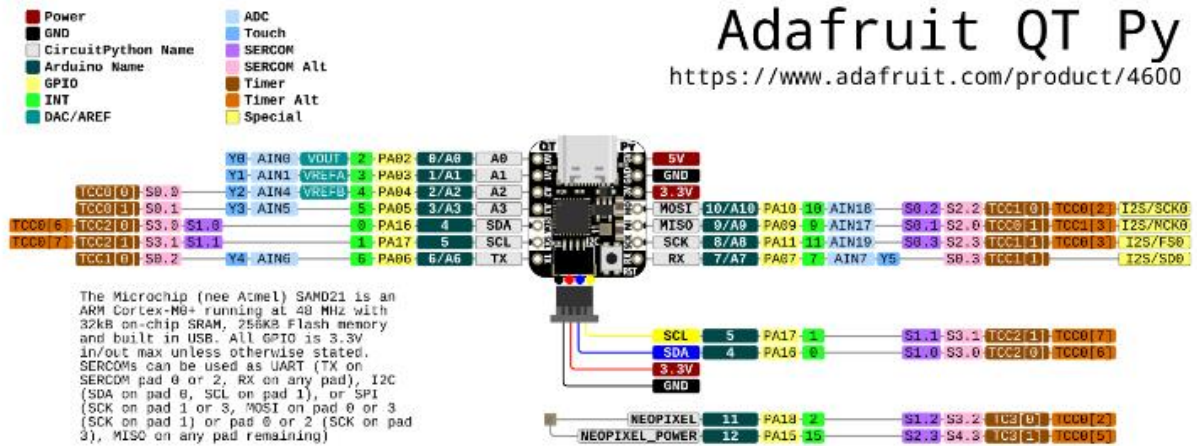 Adafruit QT Py
https://www.adafruit.com/product/4600
Power
GND
CircuitPython Name
Arduino Name
GPIO
INT
DAC/AREF
ADC
Touch
SERCOM
SERCOM Alt
Timer
Timer Alt
Special
QT Py
Y0 AIN0 VOUT 2 PA02 0/A0 A0
Y1 AIN1 VREFA 3 PA03 1/A1 A1
TCC0[0] S0.0 Y2 AIN4 VREFB 4 PA04 2/A2 A2
TCC0[1] S0.1 Y3 AIN5 5 PA05 3/A3 A3
TCC0[6] TCC2[0] S3.0 S1.0 0 PA16 4 SDA
TCC0[7] TCC2[1] S3.1 S1.1 1 PA17 5 SCL
TCC1[0] S0.2 Y4 AIN6 6 PA06 6/A6 TX
5V
GND
3.3V
MOSI 10/A10 PA10 10 AIN18 S0.2 S2.2 TCC1[0] TCC0[2] I2S/SCK0
MISO 9/A9 PA09 9 AIN17 S0.1 S2.1 TCC0[1] TCC1[3] I2S/MCK0
SCK 8/A8 PA11 11 AIN19 S0.3 S2.3 TCC1[1] TCC0[3] I2S/FS0
RX 7/A7 PA07 7 AIN7 Y5 S0.3 TCC1[1] I2S/SD0
I2C
RST
The Microchip (nee Atmel) SAMD21 is an
ARM Cortex-M0+ running at 48 MHz with
32kB on-chip SRAM, 256KB Flash memory
and built in USB. All GPIO is 3.3V
in/out max unless otherwise stated.
SERCOMs can be used as UART (TX on
SERCOM pad 0 or 2, RX on any pad), I2C
(SDA on pad 0, SCL on pad 1), or SPI
(SCK on pad 1 or 3, MOSI on pad 0 or 3
(SCK on pad 1) or pad 0 or 2 (SCK on pad
3), MISO on any pad remaining)
SCL 5 PA17 1 S1.1 S3.1 TCC2[1] TCC0[7]
SDA 4 PA16 0 S1.0 S3.0 TCC2[0] TCC0[6]
3.3V
GND
NEOPIXEL 11 PA18 2 S1.2 S3.2 TC3[0] TCC0[2]
NEOPIXEL_POWER 12 PA15 15 S2.3 S4.3 TC3[1] TCC0[5]